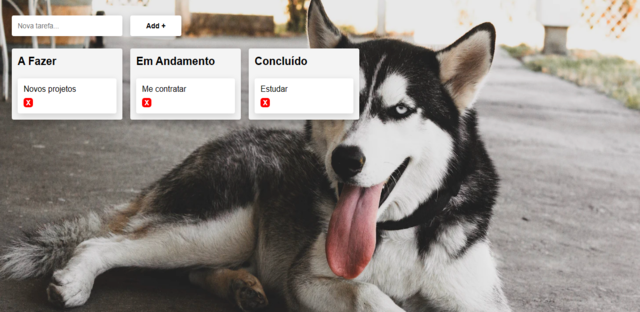 Nova tarefa...
Add +
A Fazer
Em Andamento
Concluído
Novos projetos
Me contratar
Estudar
X
X
X